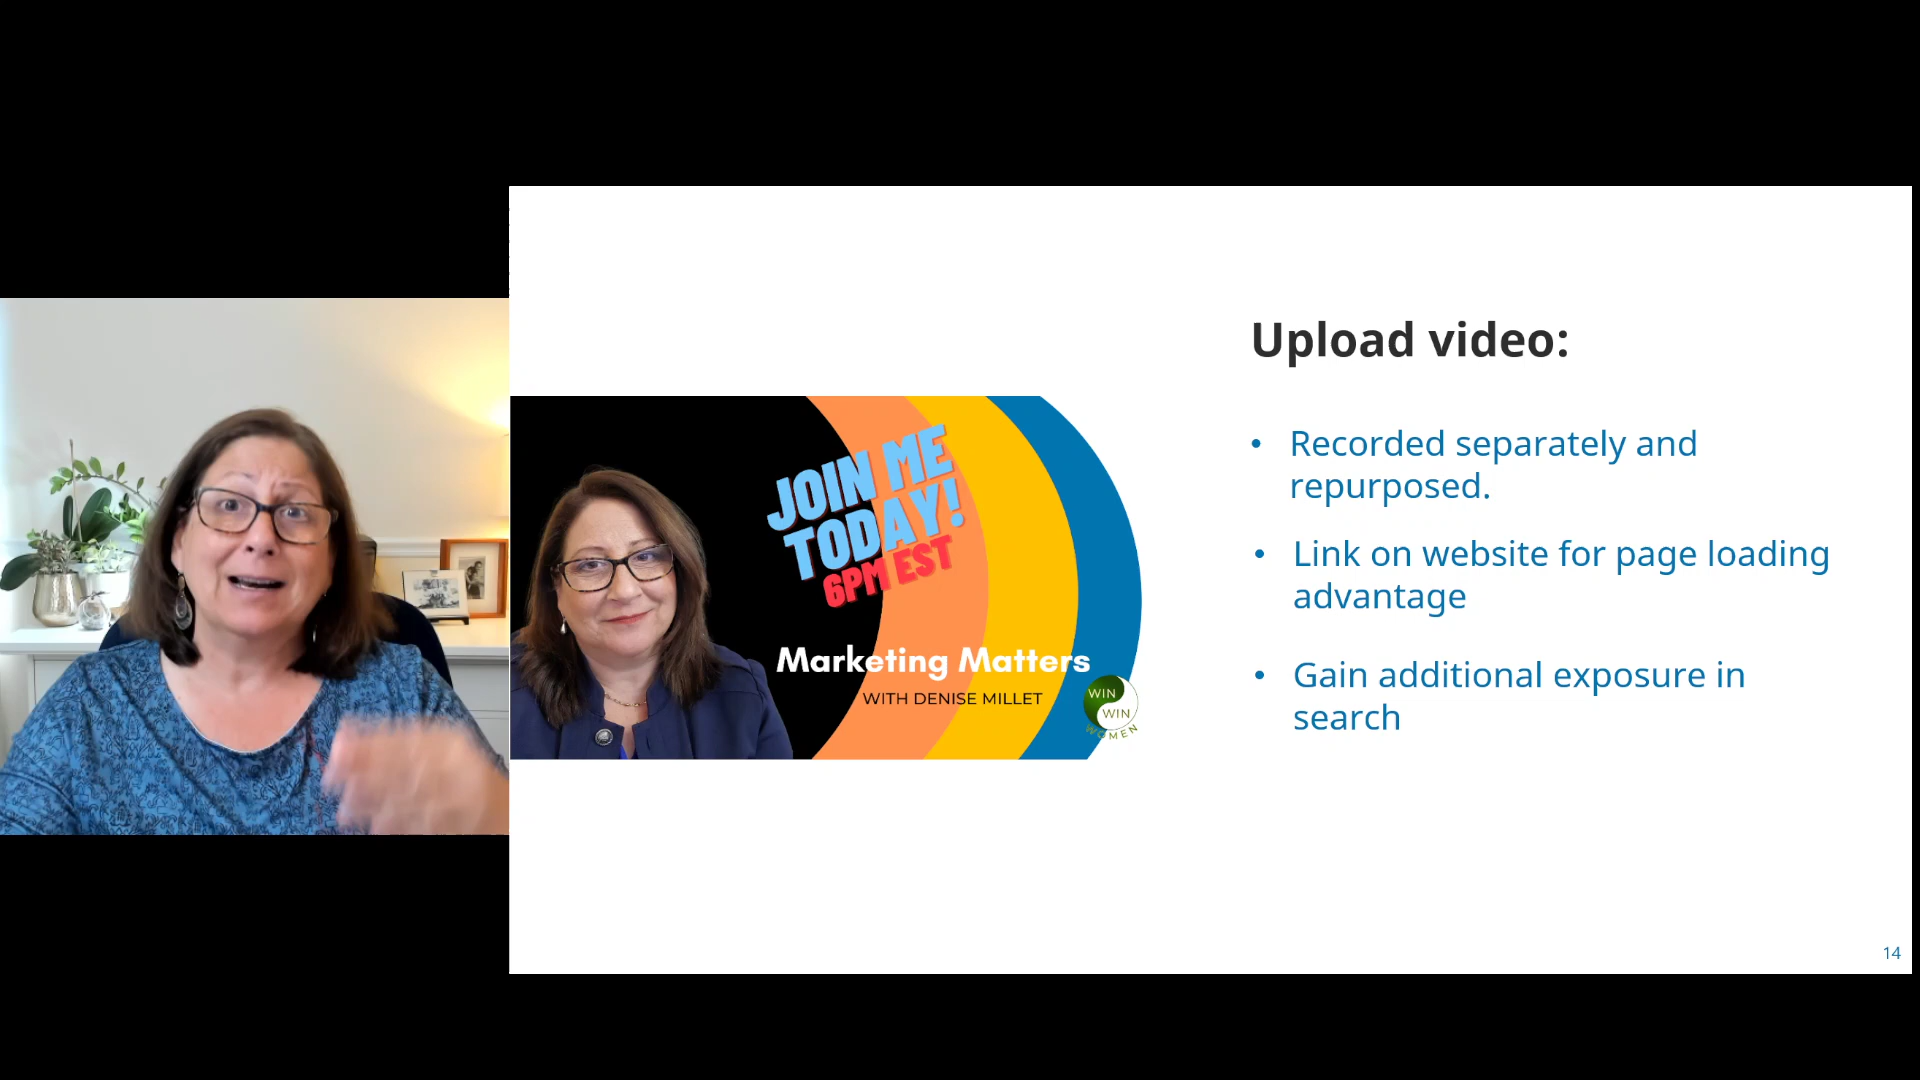 JOIN ME
TODAY!
6PM EST
Marketing Matters
WITH DENISE MILLET
WIN
WIN
WOMEN
Upload video:
• Recorded separately and
repurposed.
• Link on website for page loading
advantage
• Gain additional exposure in
search
14